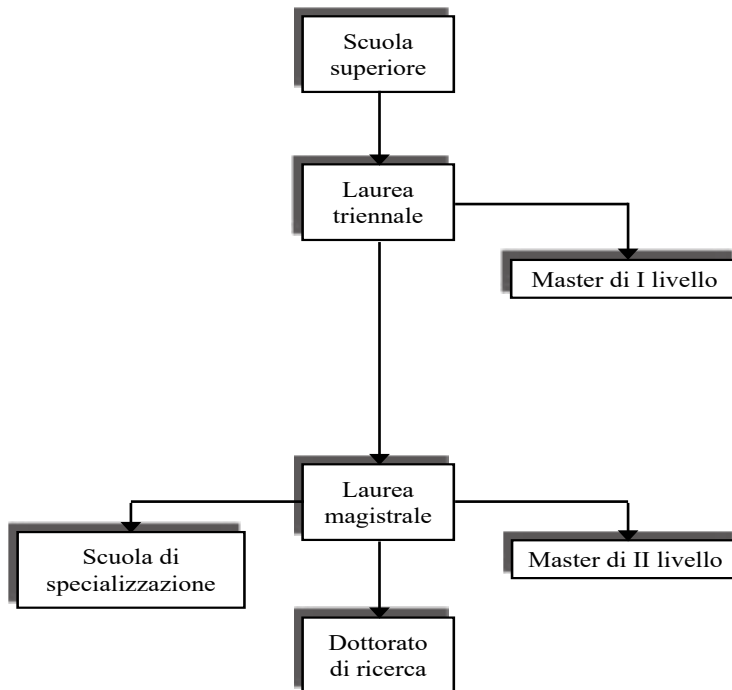 Scuola
superiore
Laurea
triennale
Master di I livello
Laurea
magistrale
Scuola di
specializzazione
Master di II livello
Dottorato
di ricerca